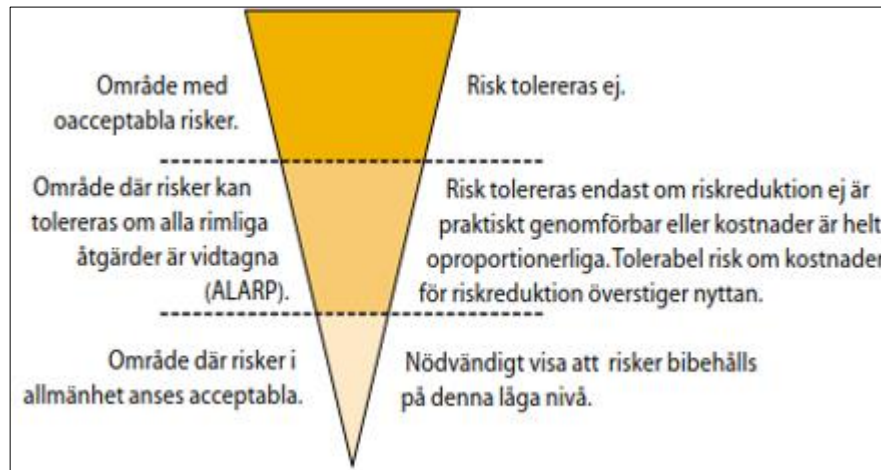 Område med
oacceptabla risker.
Risk tolereras ej.
Område där risker kan
tolereras om alla rimliga
åtgärder är vidtagna
(ALARP).
Risk tolereras endast om riskreduktion ej är
praktiskt genomförbar eller kostnader är helt
oproportionerliga. Tolerabel risk om kostnader
för riskreduktion överstiger nyttan.
Område där risker i
allmänhet anses acceptabla.
Nödvändigt visa att risker bibehålls
på denna låga nivå.